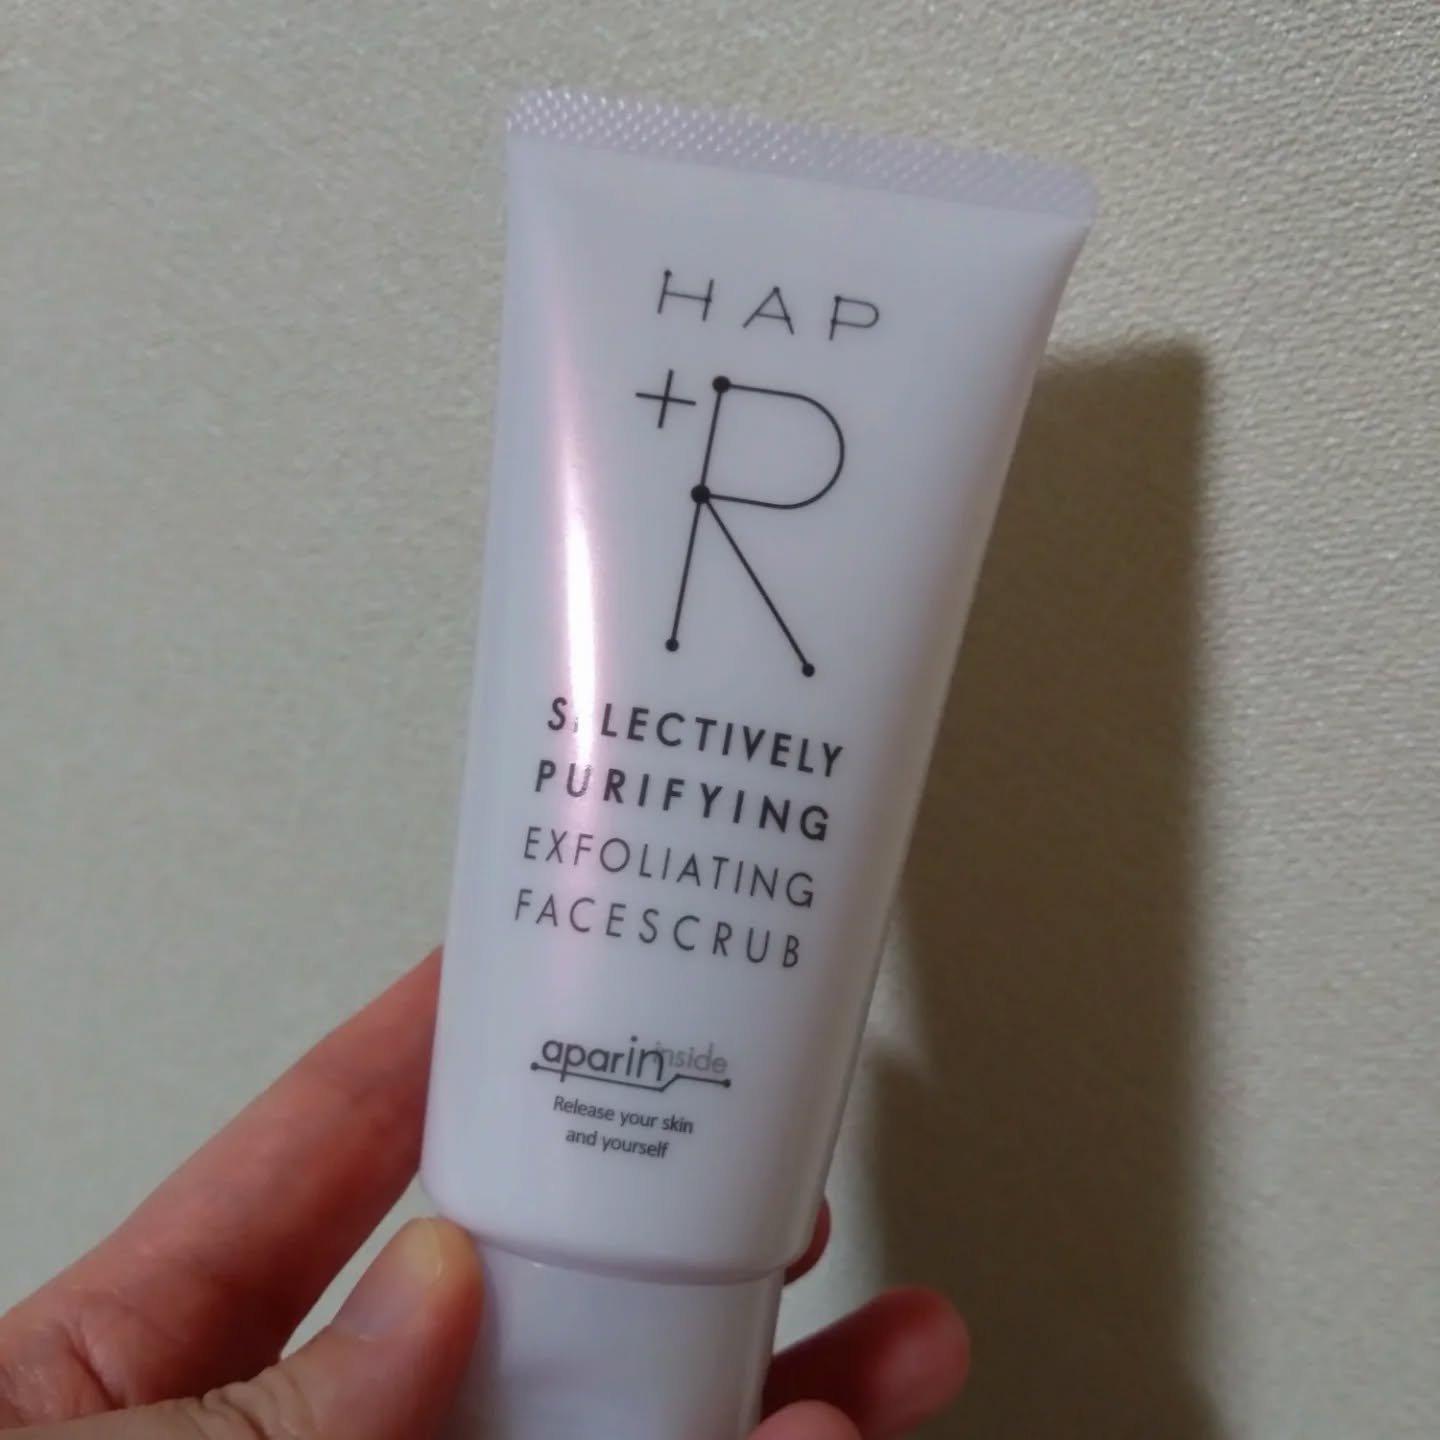 HAP
+R
SELECTIVELY
PURIFYING
EXFOLIATING
FACESCRUB
aparin inside
Release your skin
and yourself